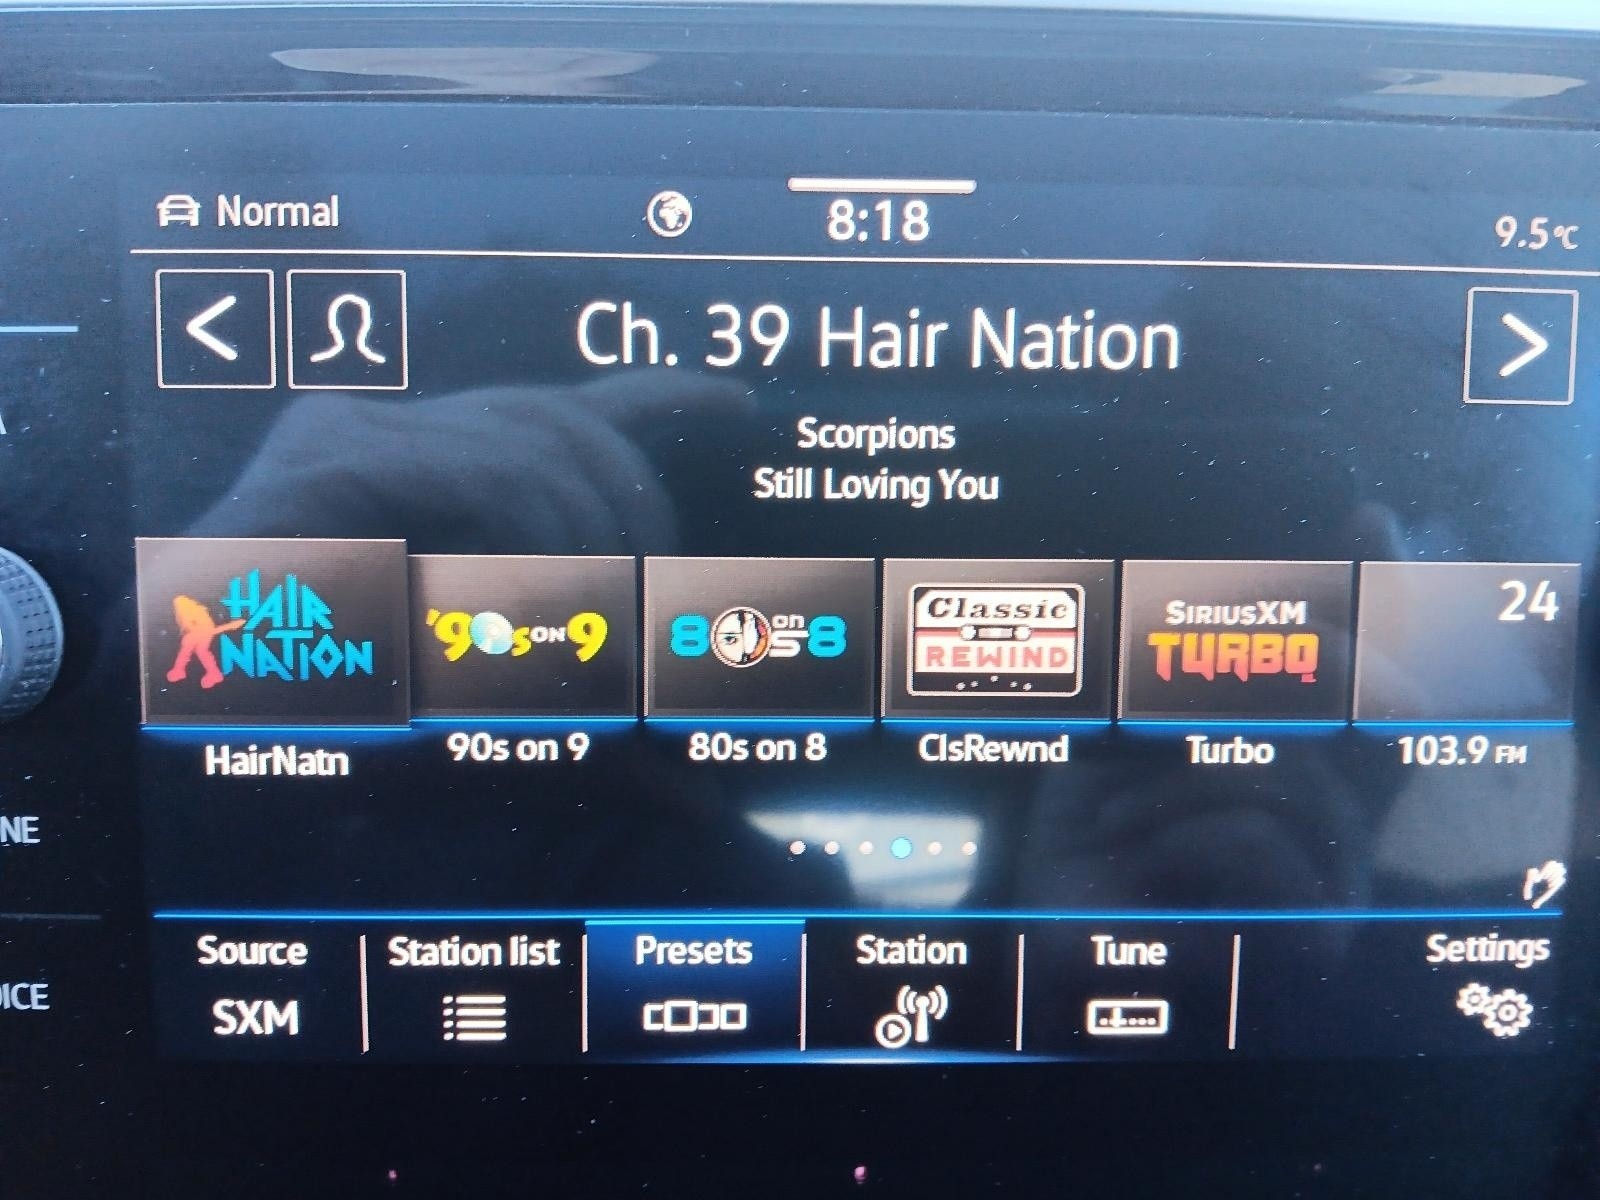 Normal
8:18
9.5°C
Ch. 39 Hair Nation
Scorpions
Still Loving You
HAIR
NATION
'90s ON 9
80s on 8
Classic
REWIND
SIRIUSXM
TURBO
24
HairNatn
90s on 9
80s on 8
ClsRewnd
Turbo
103.9 FM
NE
Source
Station list
Presets
Station
Tune
Settings
ICE
SXM